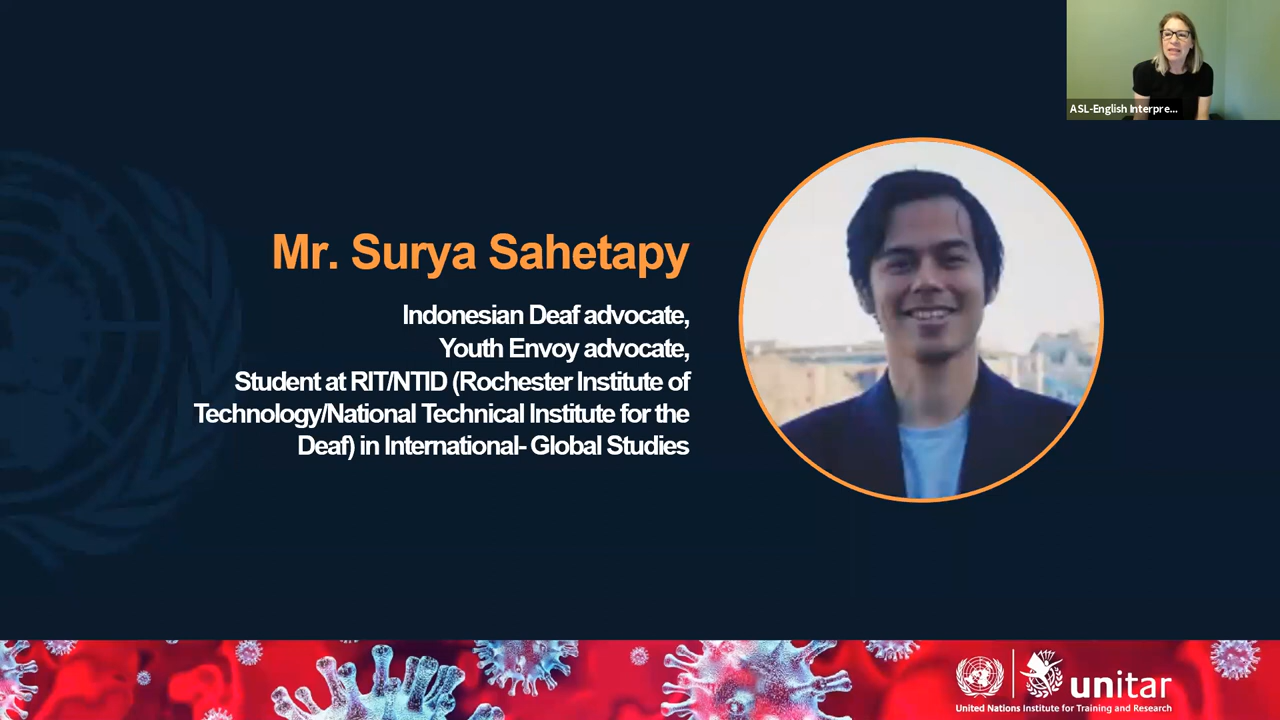 ASL-English Interpre...
Mr. Surya Sahetapy
Indonesian Deaf advocate,
Youth Envoy advocate,
Student at RIT/NTID (Rochester Institute of
Technology/National Technical Institute for the
Deaf) in International- Global Studies
unitar
United Nations Institute for Training and Research